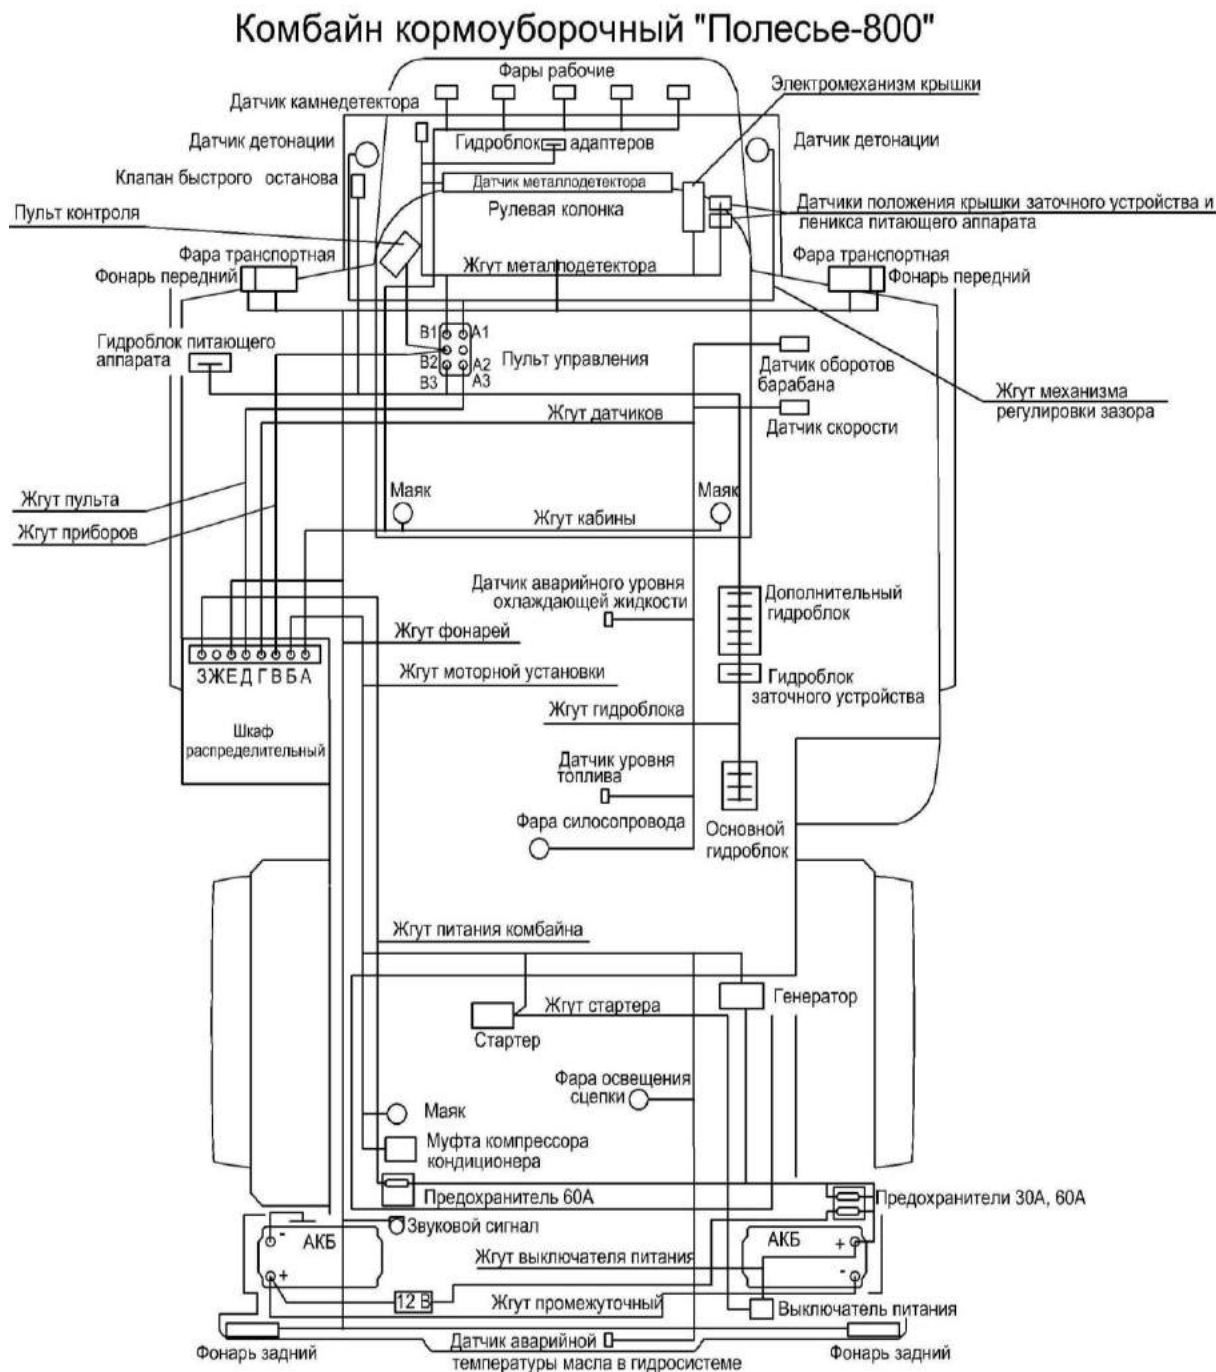 Комбайн кормоуборочный "Полесье-800"
Фары рабочие
Электромеханизм крышки
Датчик камнедетектора
Датчик детонации
Гидроблок адаптеров
Датчик детонации
Клапан быстрого останова
Датчик металлодетектора
Пульт контроля
Рулевая колонка
Датчики положения крышки заточного устройства и
леникса питающего аппарата
Фара транспортная
Фонарь передний
Жгут металлодетектора
Фара транспортная
Фонарь передний
Гидроблок питающего
аппарата
В1 А1
В2 А2
В3 А3
Пульт управления
Датчик оборотов
барабана
Жгут механизма
регулировки зазора
Жгут датчиков
Датчик скорости
Жгут пульта
Маяк
Маяк
Жгут приборов
Жгут кабины
Датчик аварийного уровня
охлаждающей жидкости
Дополнительный
гидроблок
Жгут фонарей
ЗЖЕДГВБА
Жгут моторной установки
Гидроблок
заточного устройства
Жгут гидроблока
Шкаф
распределительный
Датчик уровня
топлива
Фара силосопровода
Основной
гидроблок
Жгут питания комбайна
Генератор
Жгут стартера
Стартер
Фара освещения
сцепки
Маяк
Муфта компрессора
кондиционера
Предохранитель 60А
Предохранители 30А, 60А
Звуковой сигнал
- АКБ
+
АКБ +
-
Жгут выключателя питания
12 В
Жгут промежуточный
Выключатель питания
Фонарь задний
Датчик аварийной
температуры масла в гидросистеме
Фонарь задний